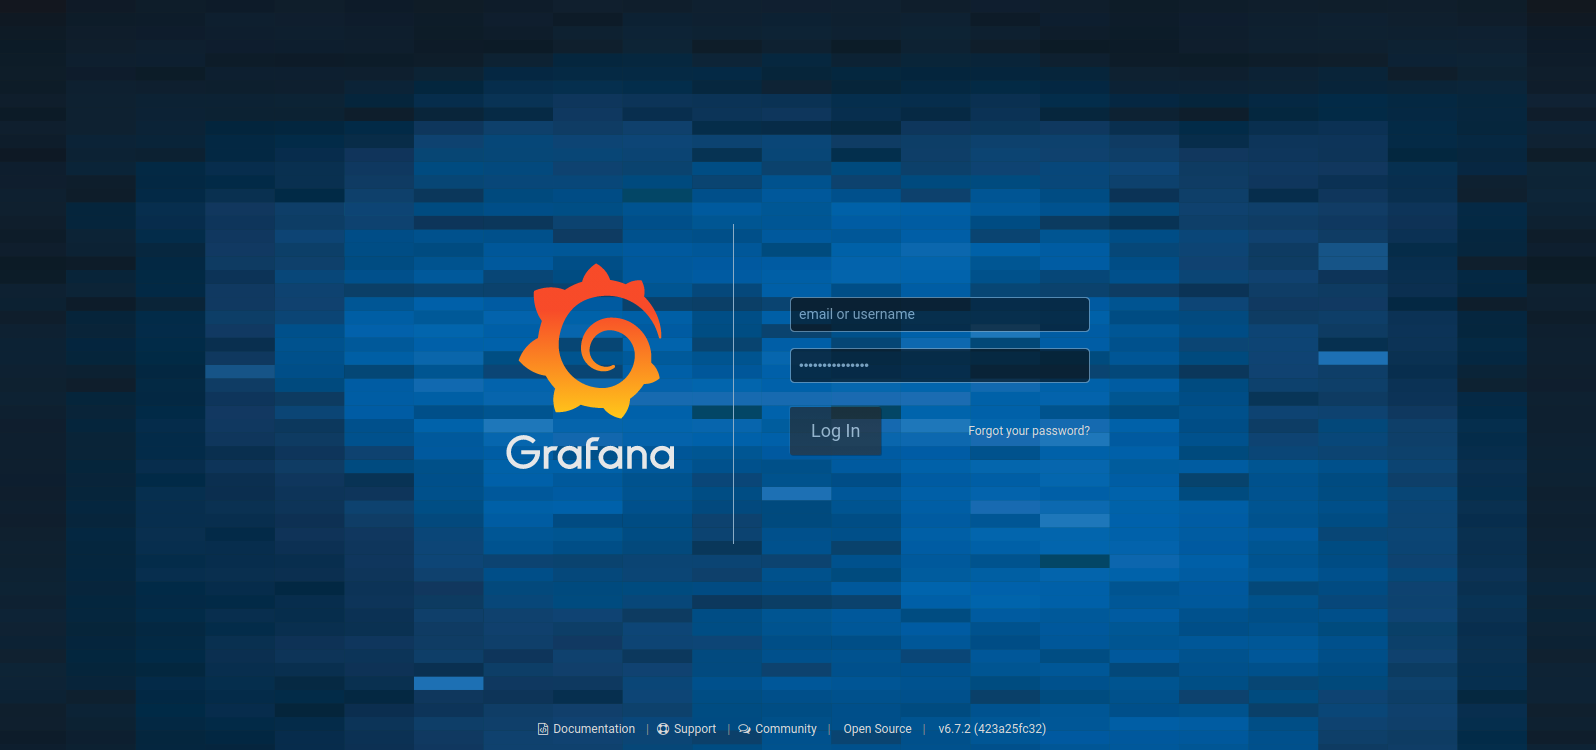 email or username
•••••••••••••••
Log In
Forgot your password?
Grafana
Documentation | Support | Community | Open Source | v6.7.2 (423a25fc32)